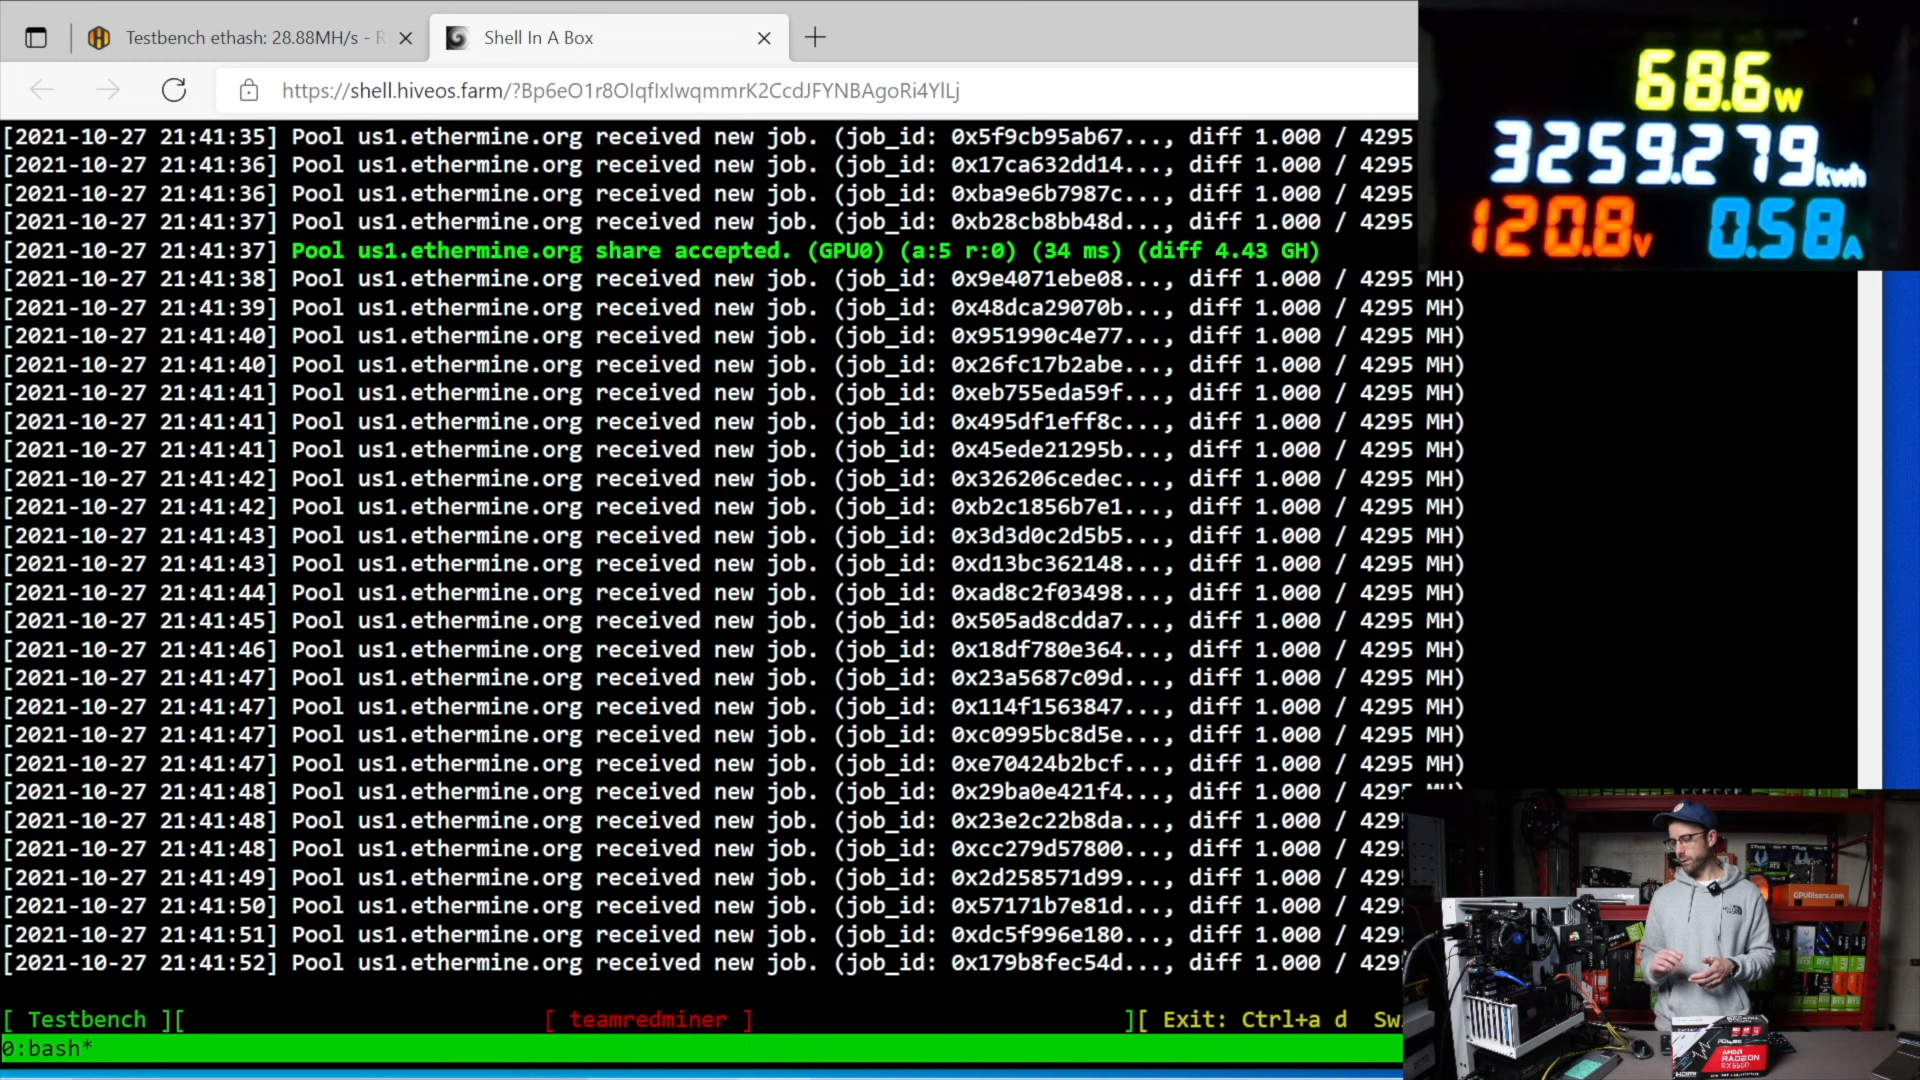 Testbench ethash: 28.88MH/s - R
Shell In A Box
https://shell.hiveos.farm/?Bp6eO1r8OIqfIxIwqmmrK2CcdJFYNBAgoRi4YlLj
68.6w
3259.279kwh
120.8v 0.58A
[2021-10-27 21:41:35] Pool us1.ethermine.org received new job. (job_id: 0x5f9cb95ab67..., diff 1.000 / 4295
[2021-10-27 21:41:36] Pool us1.ethermine.org received new job. (job_id: 0x17ca632dd14..., diff 1.000 / 4295
[2021-10-27 21:41:36] Pool us1.ethermine.org received new job. (job_id: 0xba9e6b7987c..., diff 1.000 / 4295
[2021-10-27 21:41:37] Pool us1.ethermine.org received new job. (job_id: 0xb28cb8bb48d..., diff 1.000 / 4295
[2021-10-27 21:41:37] Pool us1.ethermine.org share accepted. (GPU0) (a:5 r:0) (34 ms) (diff 4.43 GH)
[2021-10-27 21:41:38] Pool us1.ethermine.org received new job. (job_id: 0x9e4071ebe08..., diff 1.000 / 4295 MH)
[2021-10-27 21:41:39] Pool us1.ethermine.org received new job. (job_id: 0x48dca29070b..., diff 1.000 / 4295 MH)
[2021-10-27 21:41:40] Pool us1.ethermine.org received new job. (job_id: 0x951990c4e77..., diff 1.000 / 4295 MH)
[2021-10-27 21:41:40] Pool us1.ethermine.org received new job. (job_id: 0x26fc17b2abe..., diff 1.000 / 4295 MH)
[2021-10-27 21:41:41] Pool us1.ethermine.org received new job. (job_id: 0xeb755eda59f..., diff 1.000 / 4295 MH)
[2021-10-27 21:41:41] Pool us1.ethermine.org received new job. (job_id: 0x495df1eff8c..., diff 1.000 / 4295 MH)
[2021-10-27 21:41:41] Pool us1.ethermine.org received new job. (job_id: 0x45ede21295b..., diff 1.000 / 4295 MH)
[2021-10-27 21:41:42] Pool us1.ethermine.org received new job. (job_id: 0x326206cedec..., diff 1.000 / 4295 MH)
[2021-10-27 21:41:42] Pool us1.ethermine.org received new job. (job_id: 0xb2c1856b7e1..., diff 1.000 / 4295 MH)
[2021-10-27 21:41:43] Pool us1.ethermine.org received new job. (job_id: 0x3d3d0c2d5b5..., diff 1.000 / 4295 MH)
[2021-10-27 21:41:43] Pool us1.ethermine.org received new job. (job_id: 0xd13bc362148..., diff 1.000 / 4295 MH)
[2021-10-27 21:41:44] Pool us1.ethermine.org received new job. (job_id: 0xad8c2f03498..., diff 1.000 / 4295 MH)
[2021-10-27 21:41:45] Pool us1.ethermine.org received new job. (job_id: 0x505ad8cdda7..., diff 1.000 / 4295 MH)
[2021-10-27 21:41:46] Pool us1.ethermine.org received new job. (job_id: 0x18df780e364..., diff 1.000 / 4295 MH)
[2021-10-27 21:41:47] Pool us1.ethermine.org received new job. (job_id: 0x23a5687c09d..., diff 1.000 / 4295 MH)
[2021-10-27 21:41:47] Pool us1.ethermine.org received new job. (job_id: 0x114f1563847..., diff 1.000 / 4295 MH)
[2021-10-27 21:41:47] Pool us1.ethermine.org received new job. (job_id: 0xc0995bc8d5e..., diff 1.000 / 4295 MH)
[2021-10-27 21:41:47] Pool us1.ethermine.org received new job. (job_id: 0xe70424b2bcf..., diff 1.000 / 4295 MH)
[2021-10-27 21:41:48] Pool us1.ethermine.org received new job. (job_id: 0x29ba0e421f4..., diff 1.000 / 4295
[2021-10-27 21:41:48] Pool us1.ethermine.org received new job. (job_id: 0x23e2c22b8da..., diff 1.000 / 429
[2021-10-27 21:41:48] Pool us1.ethermine.org received new job. (job_id: 0xcc279d57800..., diff 1.000 / 429
[2021-10-27 21:41:49] Pool us1.ethermine.org received new job. (job_id: 0x2d258571d99..., diff 1.000 / 429
[2021-10-27 21:41:50] Pool us1.ethermine.org received new job. (job_id: 0x57171b7e81d..., diff 1.000 / 429
[2021-10-27 21:41:51] Pool us1.ethermine.org received new job. (job_id: 0xdc5f996e180..., diff 1.000 / 429
[2021-10-27 21:41:52] Pool us1.ethermine.org received new job. (job_id: 0x179b8fec54d..., diff 1.000 / 429
[ Testbench ][ [ teamredminer ] ][ Exit: Ctrl+a d Sw
0:bash*
GPURisers.com
AMD
RADEON